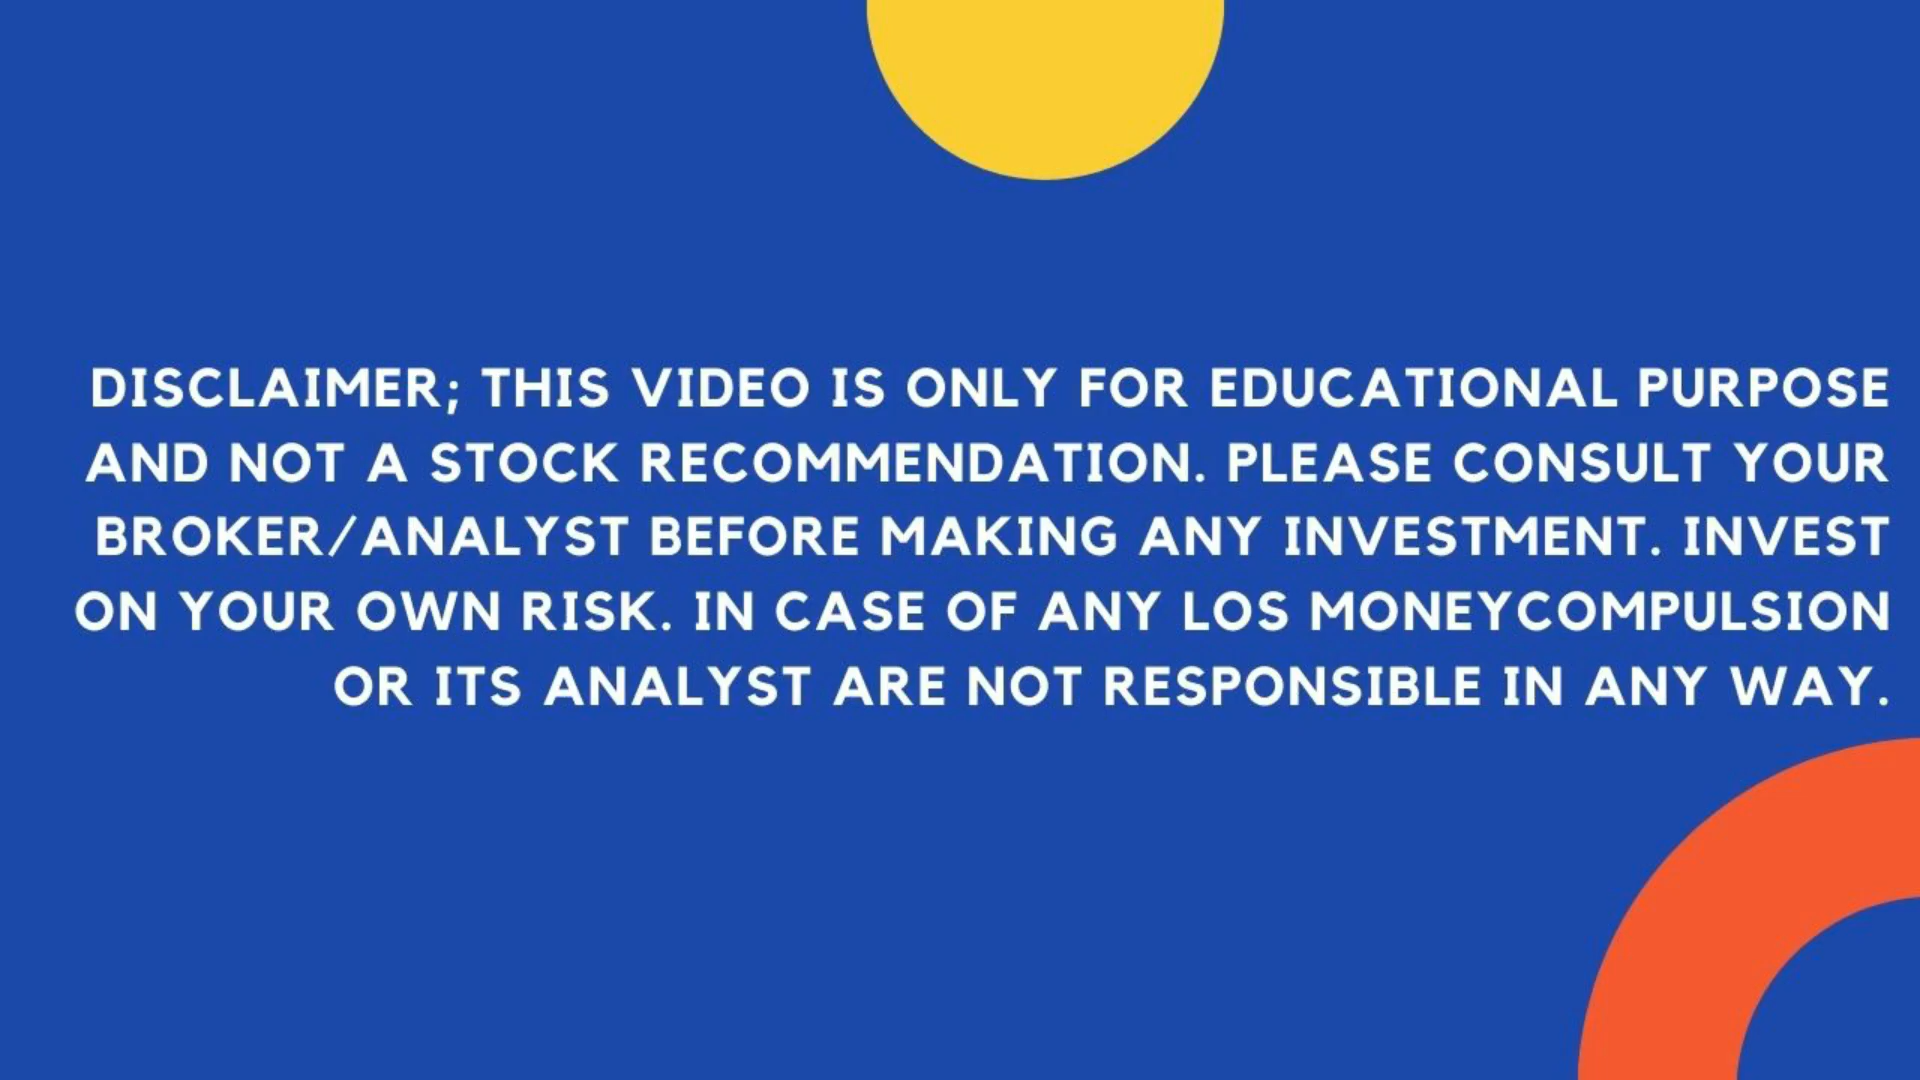 DISCLAIMER; THIS VIDEO IS ONLY FOR EDUCATIONAL PURPOSE
AND NOT A STOCK RECOMMENDATION. PLEASE CONSULT YOUR
BROKER/ANALYST BEFORE MAKING ANY INVESTMENT. INVEST
ON YOUR OWN RISK. IN CASE OF ANY LOS MONEYCOMPULSION
OR ITS ANALYST ARE NOT RESPONSIBLE IN ANY WAY.